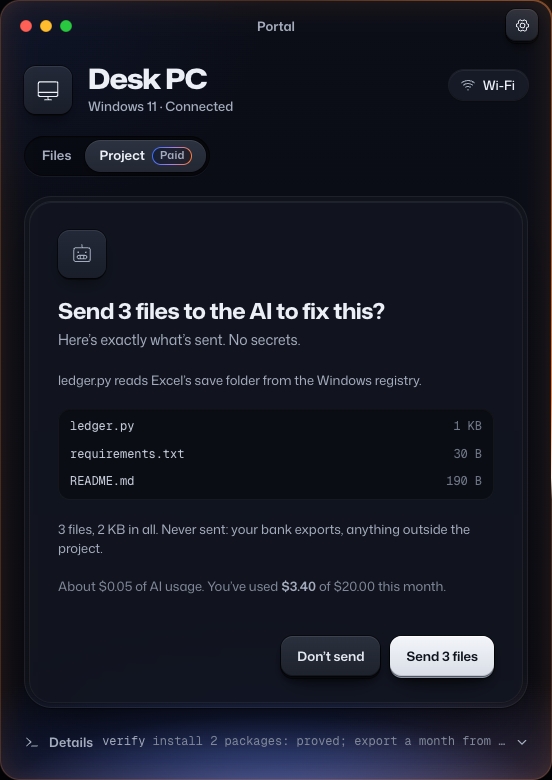 Portal
Desk PC
Windows 11 · Connected
Wi-Fi
Files
Project
Paid
Send 3 files to the AI to fix this?
Here's exactly what's sent. No secrets.
ledger.py reads Excel's save folder from the Windows registry.
ledger.py 1 KB
requirements.txt 30 B
README.md 190 B
3 files, 2 KB in all. Never sent: your bank exports, anything outside the
project.
About $0.05 of AI usage. You've used $3.40 of $20.00 this month.
Don't send
Send 3 files
Details verify install 2 packages: proved; export a month from …